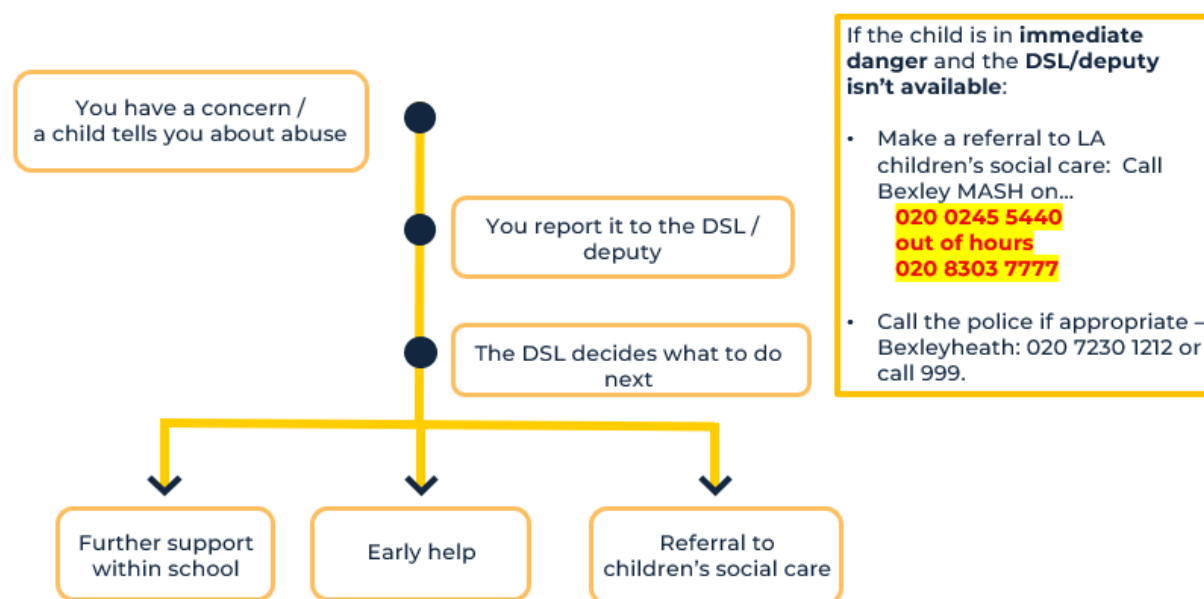 You have a concern /
a child tells you about abuse
You report it to the DSL /
deputy
The DSL decides what to do
next
Further support
within school
Early help
Referral to
children's social care
If the child is in immediate
danger and the DSL/deputy
isn't available:
• Make a referral to LA
children's social care: Call
Bexley MASH on...
020 0245 5440
out of hours
020 8303 7777
• Call the police if appropriate –
Bexleyheath: 020 7230 1212 or
call 999.